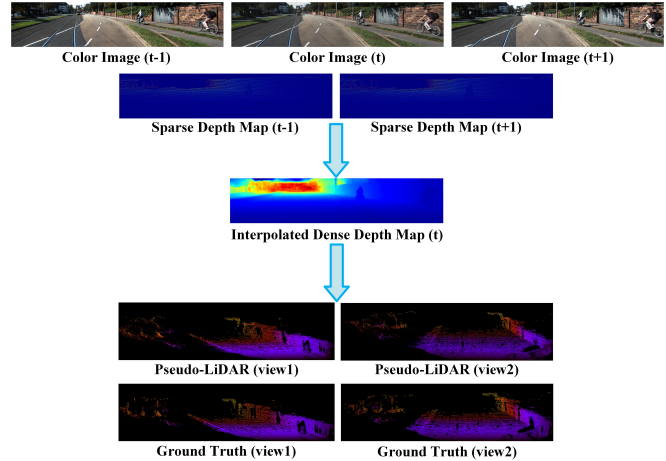 Color Image (t-1)
Color Image (t)
Color Image (t+1)
Sparse Depth Map (t-1)
Sparse Depth Map (t+1)
Interpolated Dense Depth Map (t)
Pseudo-LiDAR (view1)
Pseudo-LiDAR (view2)
Ground Truth (view1)
Ground Truth (view2)